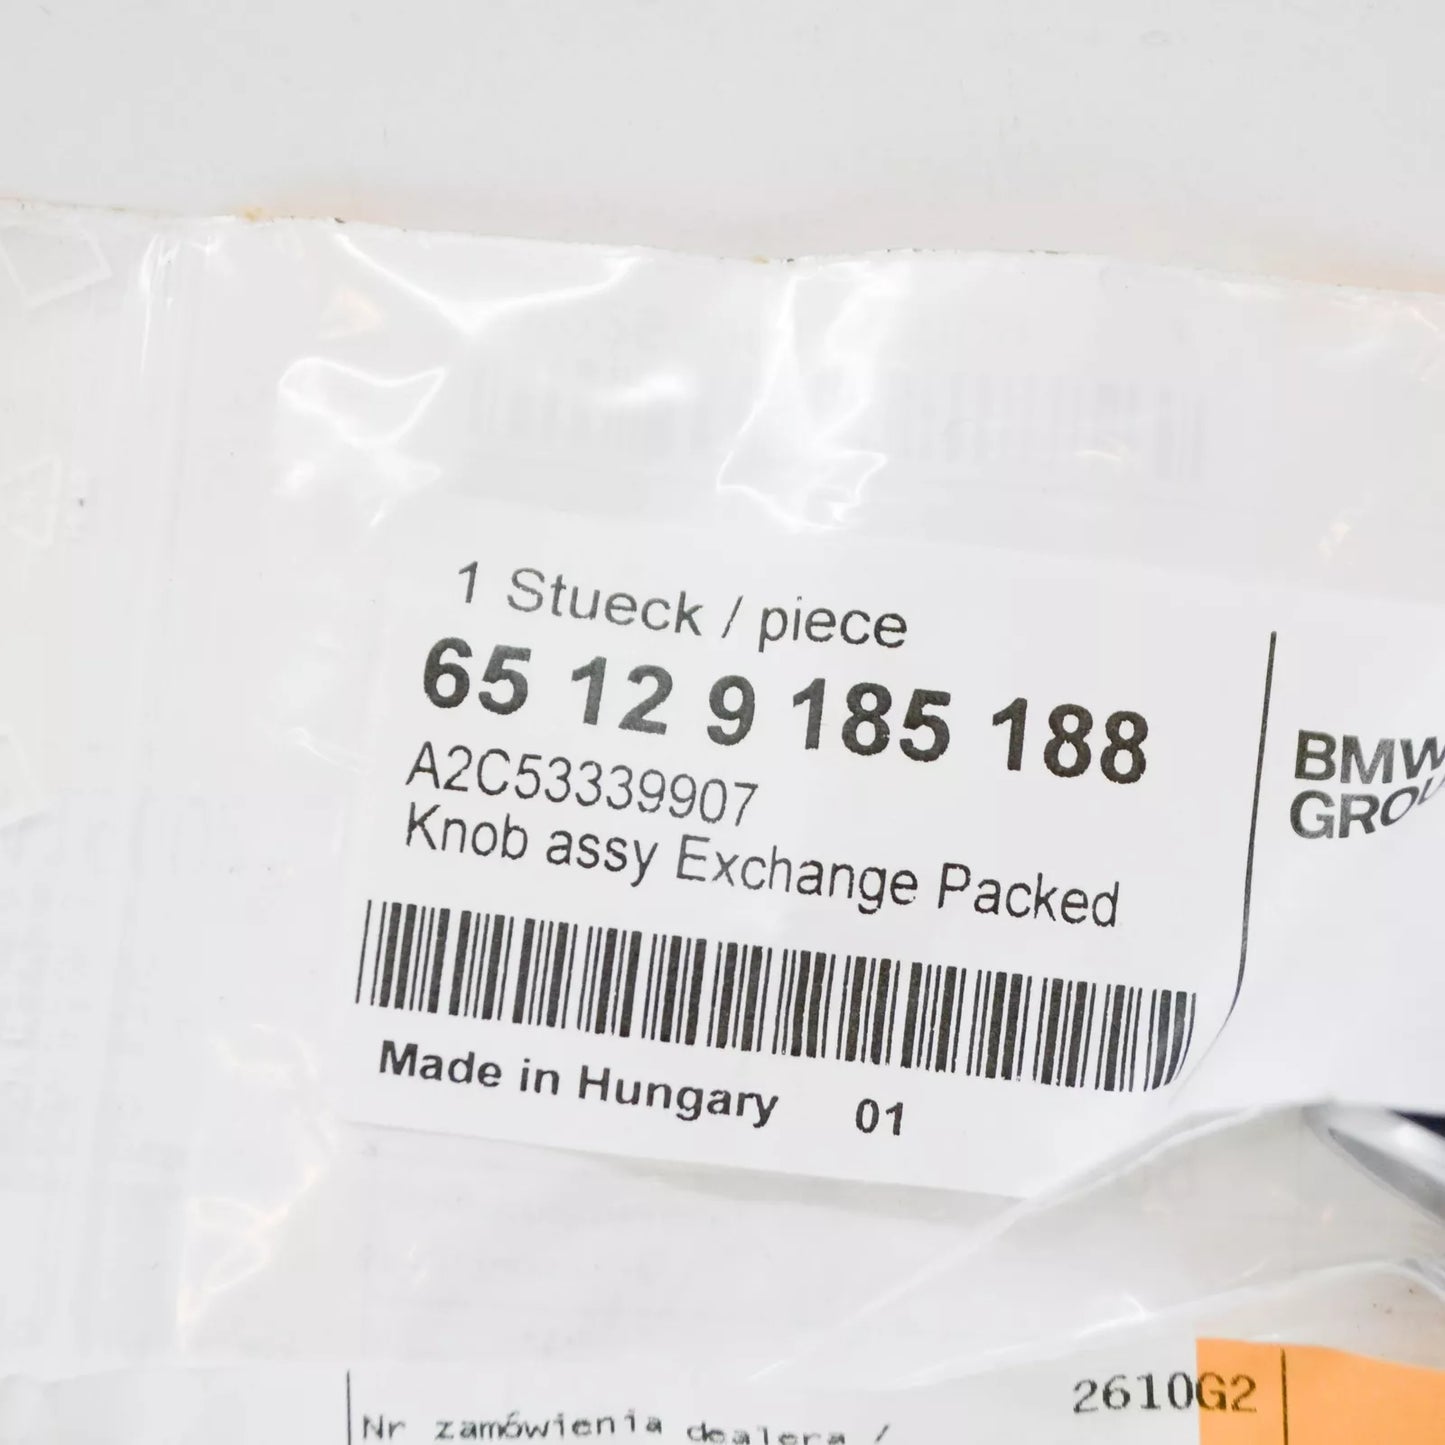 1 Stueck / piece
65 12 9 185 188
A2C53339907
Knob assy Exchange Packed
Made in Hungary 01
BMW
GROU
2610G2
Nr zamówienia dealera /